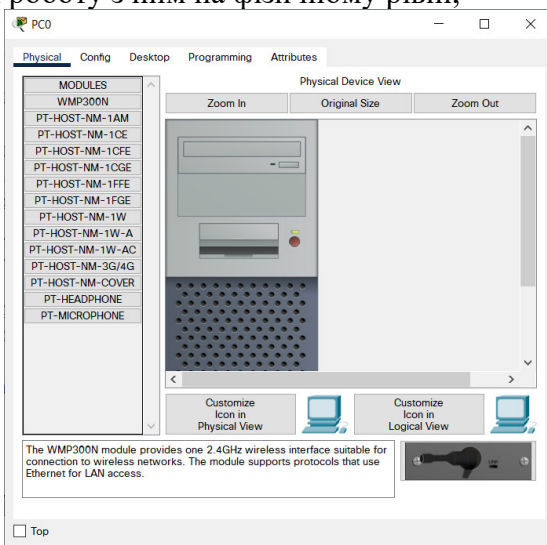 роботу з ним на фізичному рівні,
PC0
Physical Config Desktop Programming Attributes
MODULES
WMP300N
PT-HOST-NM-1AM
PT-HOST-NM-1CE
PT-HOST-NM-1CFE
PT-HOST-NM-1CGE
PT-HOST-NM-1FFE
PT-HOST-NM-1FGE
PT-HOST-NM-1W
PT-HOST-NM-1W-A
PT-HOST-NM-1W-AC
PT-HOST-NM-3G/4G
PT-HOST-NM-COVER
PT-HEADPHONE
PT-MICROPHONE
Physical Device View
Zoom In Original Size Zoom Out
Customize
Icon in
Physical View
Customize
Icon in
Logical View
The WMP300N module provides one 2.4GHz wireless interface suitable for
connection to wireless networks. The module supports protocols that use
Ethernet for LAN access.
Top